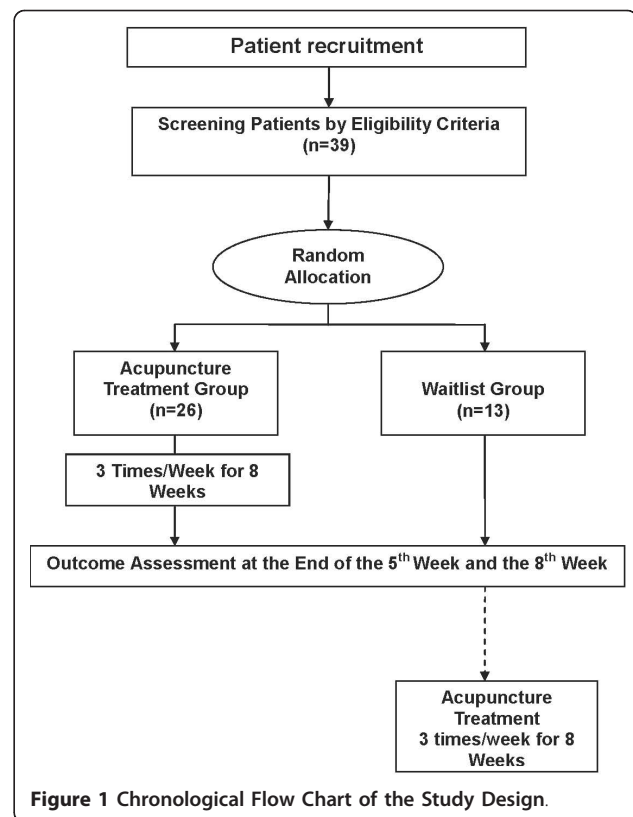 Patient recruitment
Screening Patients by Eligibility Criteria
(n=39)
Random
Allocation
Acupuncture
Treatment Group
(n=26)
Waitlist Group
(n=13)
3 Times/Week for 8
Weeks
Outcome Assessment at the End of the 5th Week and the 8th Week
Acupuncture
Treatment
3 times/week for 8
Weeks
Figure 1 Chronological Flow Chart of the Study Design.